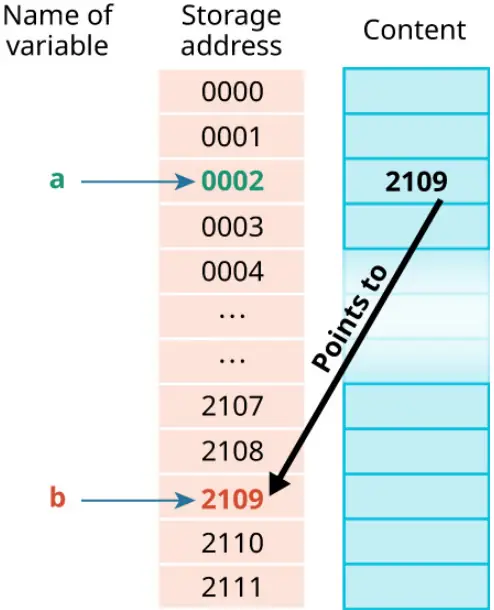 Name of variable
Storage address
Content
0000
0001
a 0002 2109
0003
0004
...
...
Points to
2107
2108
b 2109
2110
2111